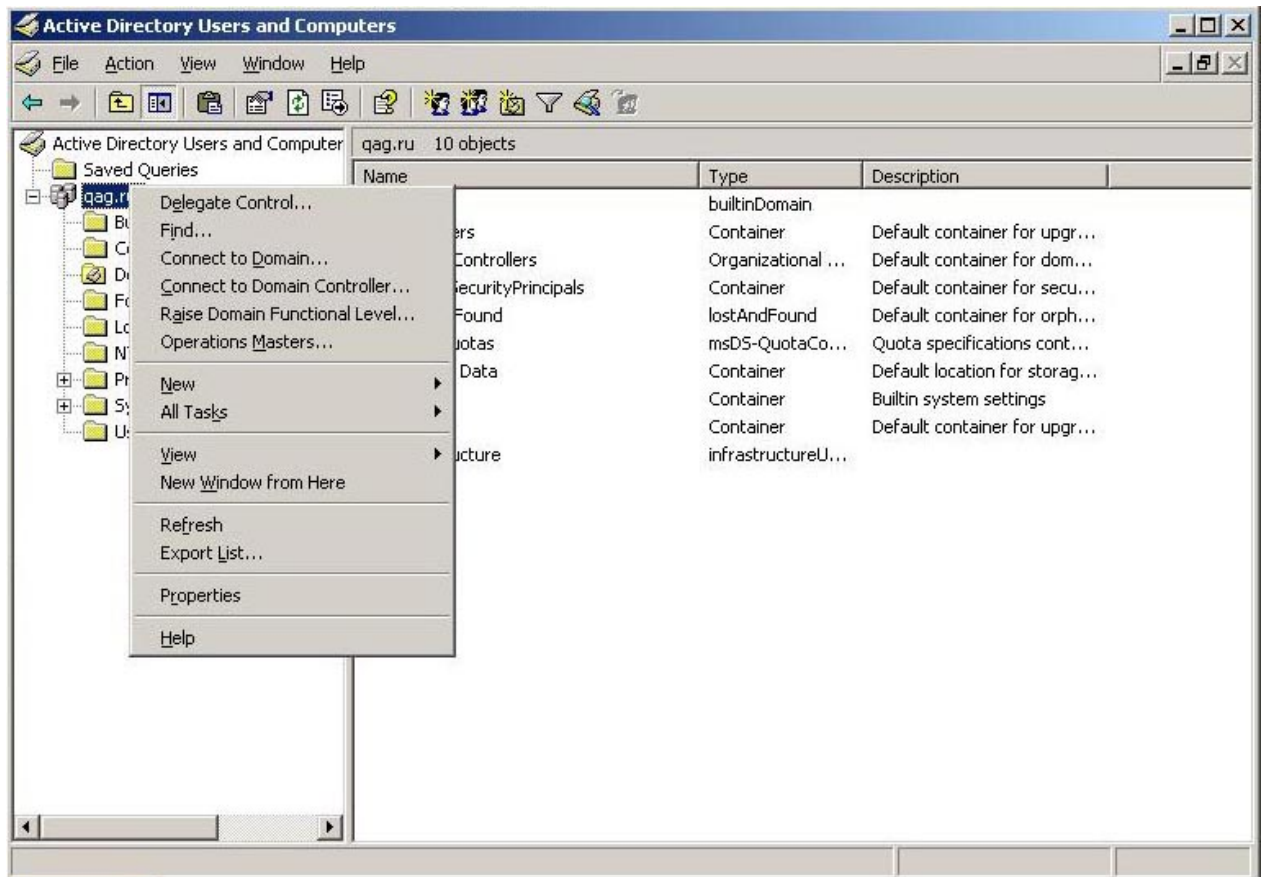 Active Directory Users and Computers
File Action View Window Help
Active Directory Users and Computer
Saved Queries
qag.ru 10 objects
Name Type Description
Delegate Control...
Find...
Connect to Domain...
Connect to Domain Controller...
Raise Domain Functional Level...
Operations Masters...
New
All Tasks
View
New Window from Here
Refresh
Export List...
Properties
Help
builtinDomain
Container Default container for upgr...
Controllers Organizational ... Default container for dom...
SecurityPrincipals Container Default container for secu...
Found lostAndFound Default container for orph...
msDS-QuotaCo... Quota specifications cont...
Data Container Default location for storag...
Container Builtin system settings
Container Default container for upgr...
infrastructureU...